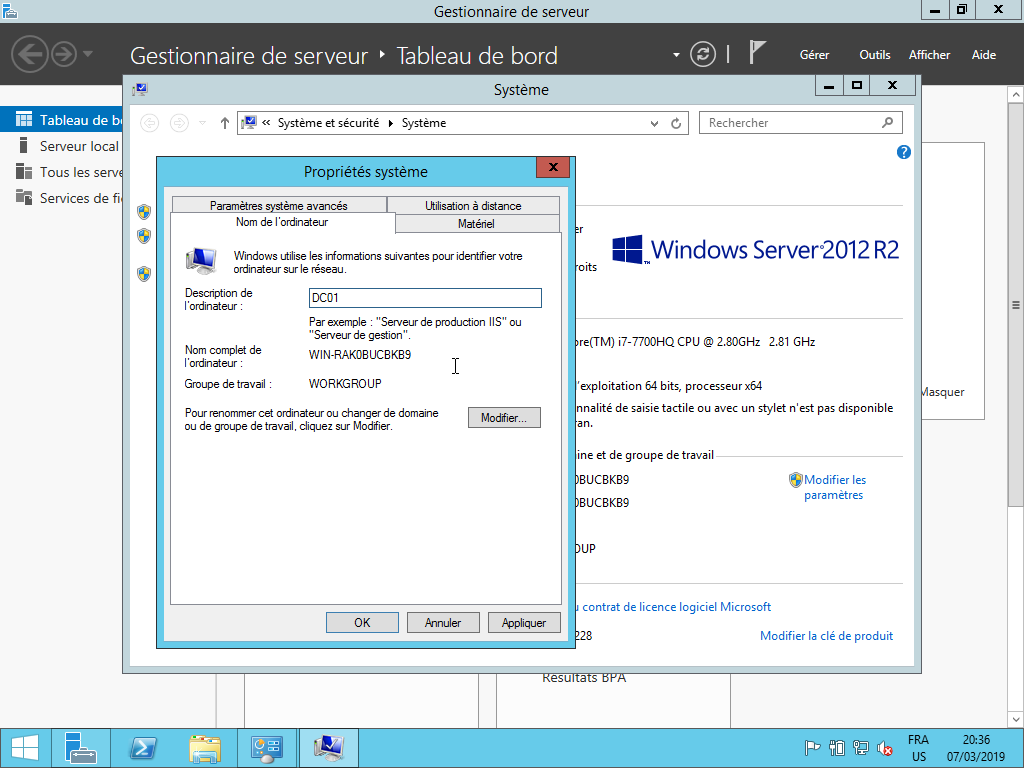 Gestionnaire de serveur
Gestionnaire de serveur
Tableau de bord
Gérer
Outils
Afficher
Aide
Système
Système et sécurité
Système
Rechercher
Tableau de bo
Serveur local
Tous les serve
Services de fi
Propriétés système
Paramètres système avancés
Utilisation à distance
Nom de l'ordinateur
Matériel
Windows utilise les informations suivantes pour identifier votre
ordinateur sur le réseau.
Description de
l'ordinateur :
DC01
Par exemple : "Serveur de production IIS" ou
"Serveur de gestion".
Nom complet de
l'ordinateur :
WIN-RAK0BUCBKB9
Groupe de travail :
WORKGROUP
Pour renommer cet ordinateur ou changer de domaine
ou de groupe de travail, cliquez sur Modifier.
Modifier...
OK
Annuler
Appliquer
er
roits
Windows Server 2012 R2
ore(TM) i7-7700HQ CPU @ 2.80GHz 2.81 GHz
'exploitation 64 bits, processeur x64
nnalité de saisie tactile ou avec un stylet n'est pas disponible
ran.
ine et de groupe de travail
0BUCBKB9
Modifier les
paramètres
0BUCBKB9
OUP
u contrat de licence logiciel Microsoft
228
Modifier la clé de produit
Masquer
Résultats BPA
FRA
US
20:36
07/03/2019